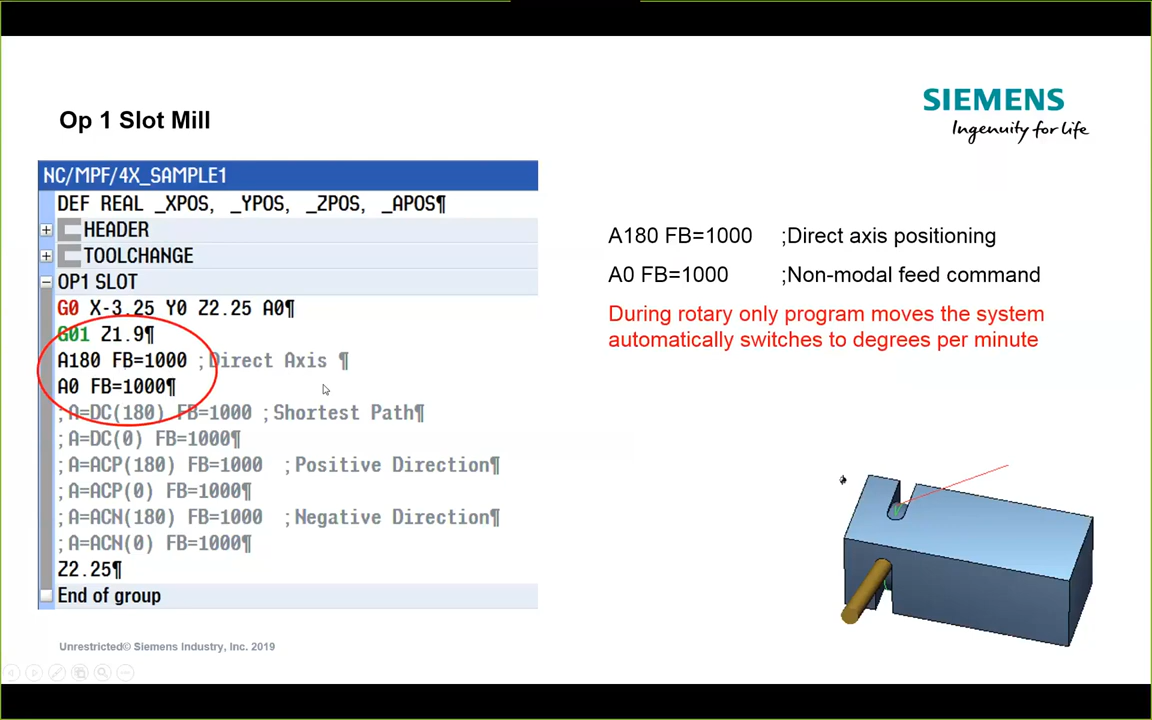 SIEMENS
Ingenuity for life
Op 1 Slot Mill
NC/MPF/4X_SAMPLE1
DEF REAL _XPOS, _YPOS, _ZPOS, _APOS¶
HEADER
TOOLCHANGE
OP1 SLOT
G0 X-3.25 Y0 Z2.25 A0¶
G01 Z1.9¶
A180 FB=1000 ;Direct Axis ¶
A0 FB=1000¶
;A=DC(180) FB=1000 ;Shortest Path¶
;A=DC(0) FB=1000¶
;A=ACP(180) FB=1000 ;Positive Direction¶
;A=ACP(0) FB=1000¶
;A=ACN(180) FB=1000 ;Negative Direction¶
;A=ACN(0) FB=1000¶
Z2.25¶
End of group
A180 FB=1000 ;Direct axis positioning
A0 FB=1000 ;Non-modal feed command
During rotary only program moves the system
automatically switches to degrees per minute
Unrestricted© Siemens Industry, Inc. 2019